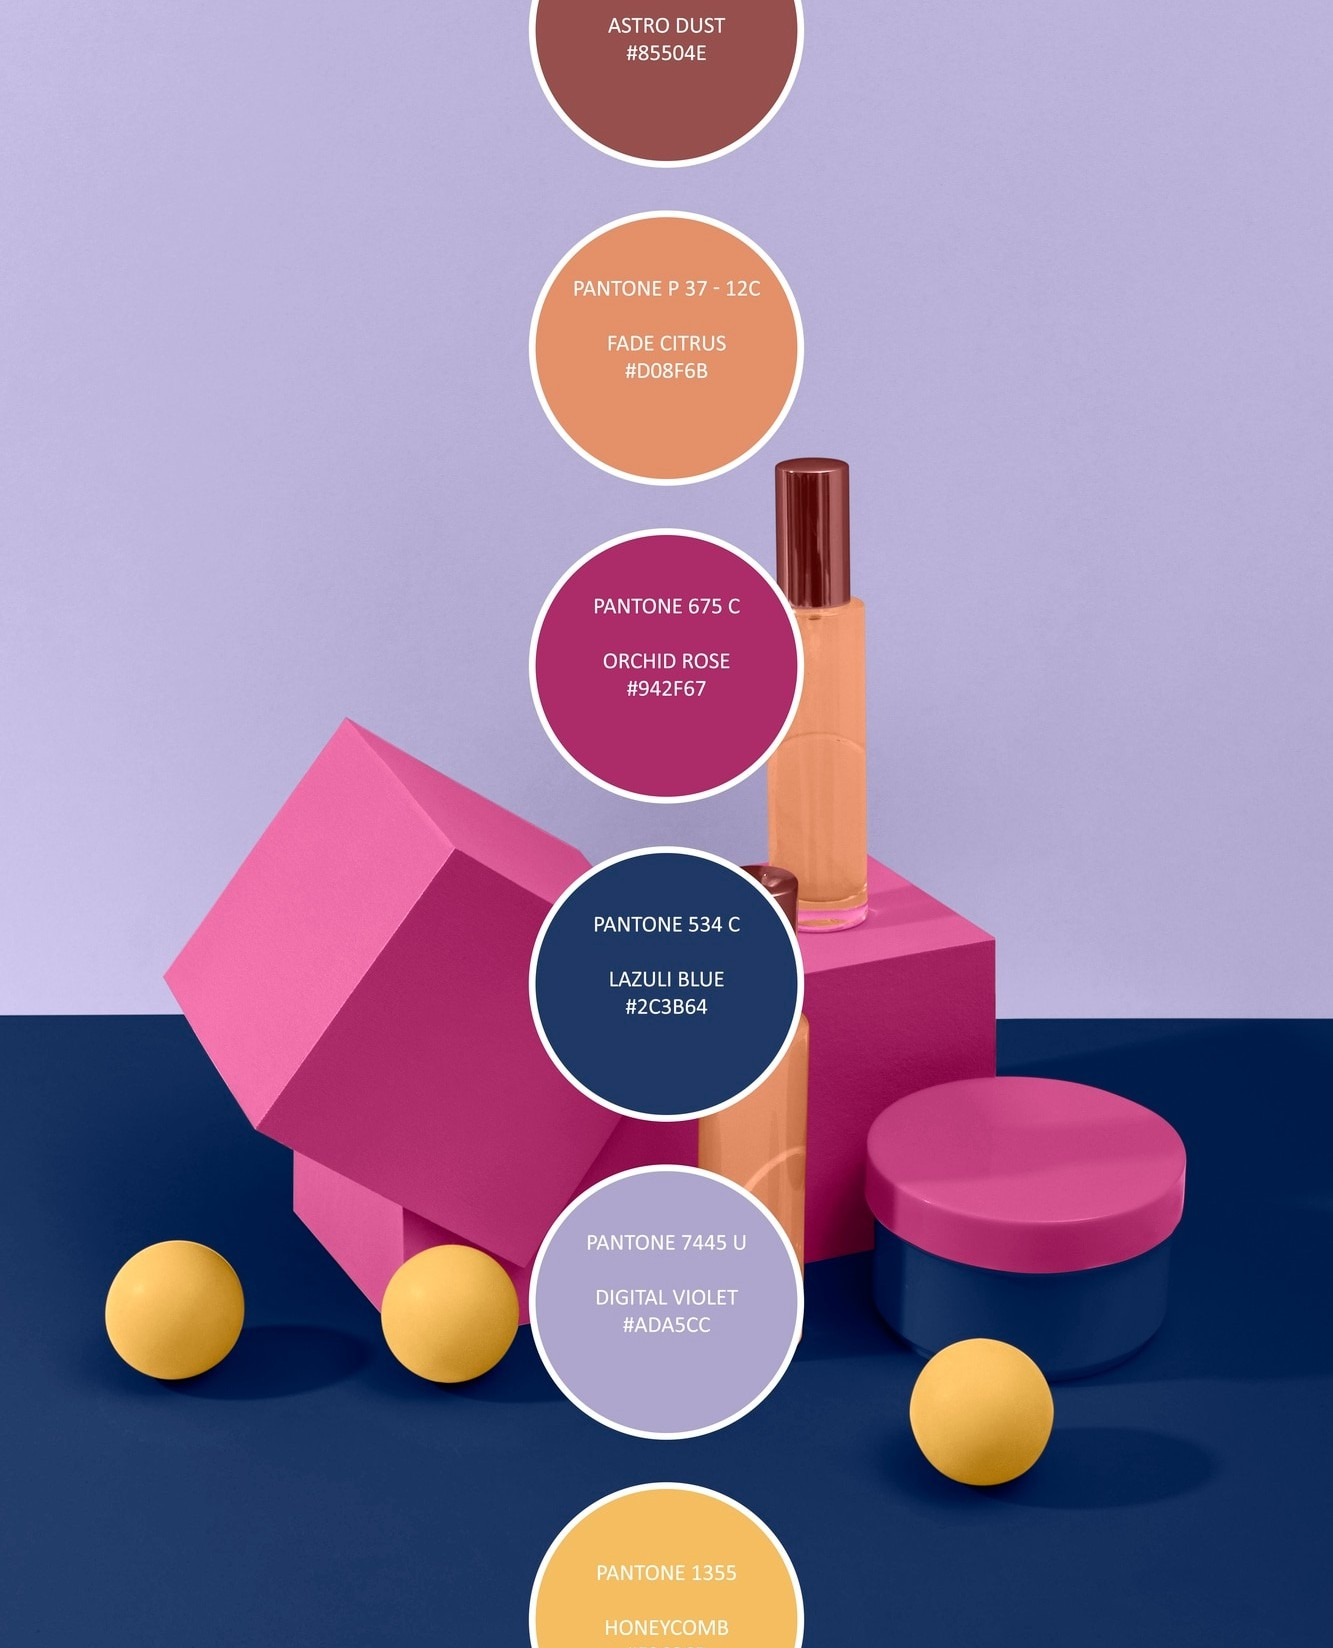 ASTRO DUST
#85504E
PANTONE P 37 - 12C
FADE CITRUS
#D08F6B
PANTONE 675 C
ORCHID ROSE
#942F67
PANTONE 534 C
LAZULI BLUE
#2C3B64
PANTONE 7445 U
DIGITAL VIOLET
#ADA5CC
PANTONE 1355
HONEYCOMB